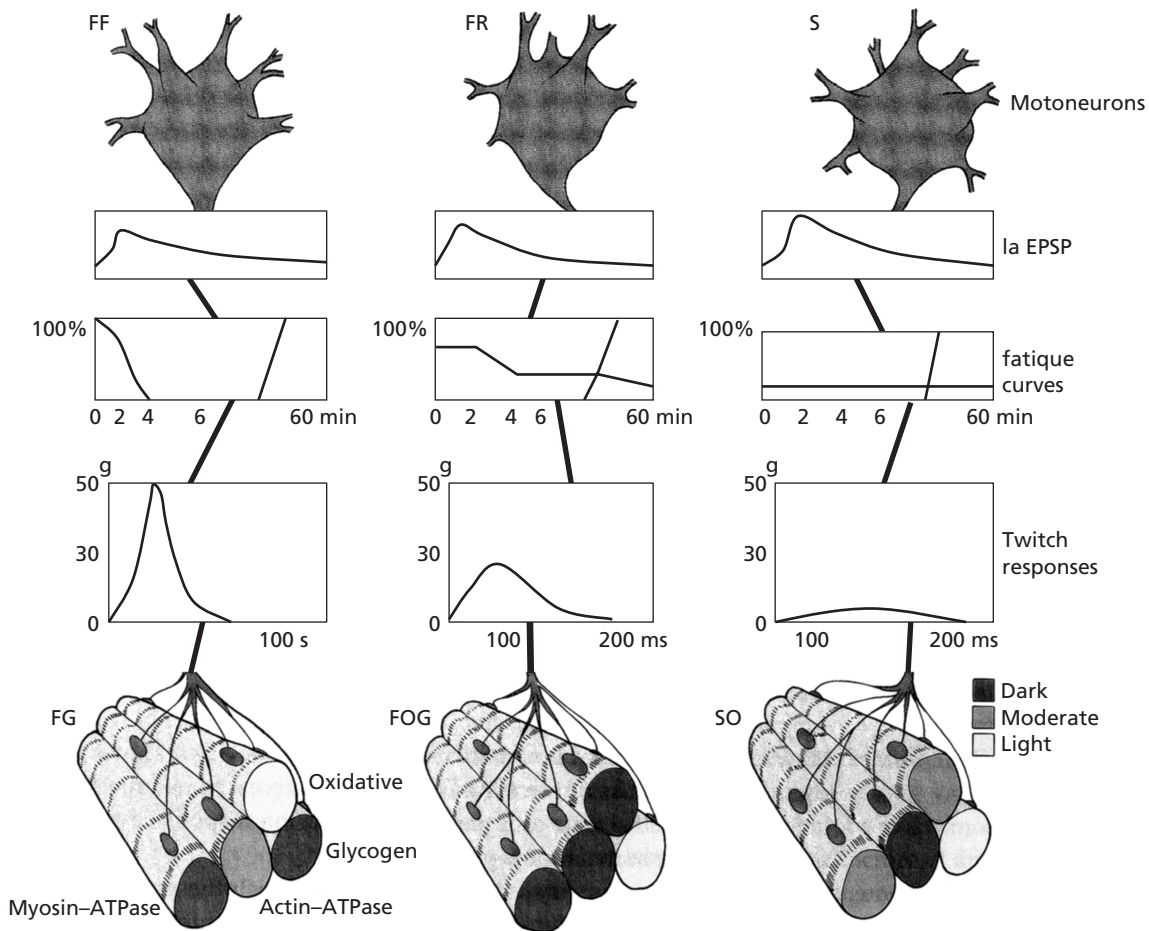 FF FR S
Motoneurons
la EPSP
100% 100% 100%
fatique
curves
0 2 4 6 60 min 0 2 4 6 60 min 0 2 4 6 60 min
g g g
50 50 50
30 30 30
Twitch
responses
0 0 0
100 s 100 200 ms 100 200 ms
Dark
Moderate
Light
FG FOG SO
Oxidative
Glycogen
Myosin–ATPase Actin–ATPase